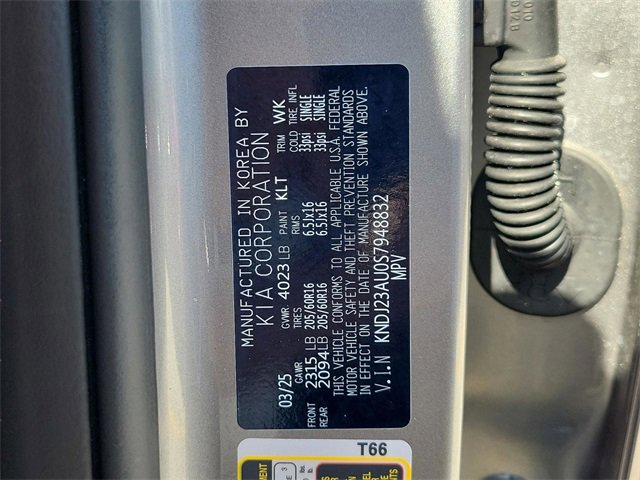 MANUFACTURED IN KOREA BY
KIA CORPORATION
03/25 GVWR 4023 LB PAINT KLT TRIM WK
GAWR TIRES RIMS COLD TIRE INFL
FRONT 2315 LB 205/60R16 6.5Jx16 33psi SINGLE
REAR 2094 LB 205/60R16 6.5Jx16 33psi SINGLE
THIS VEHICLE CONFORMS TO ALL APPLICABLE U.S.A. FEDERAL
MOTOR VEHICLE SAFETY AND THEFT PREVENTION STANDARDS
IN EFFECT ON THE DATE OF MANUFACTURE SHOWN ABOVE.
V.I.N KNDJ23AU0S7948832
MPV
T66